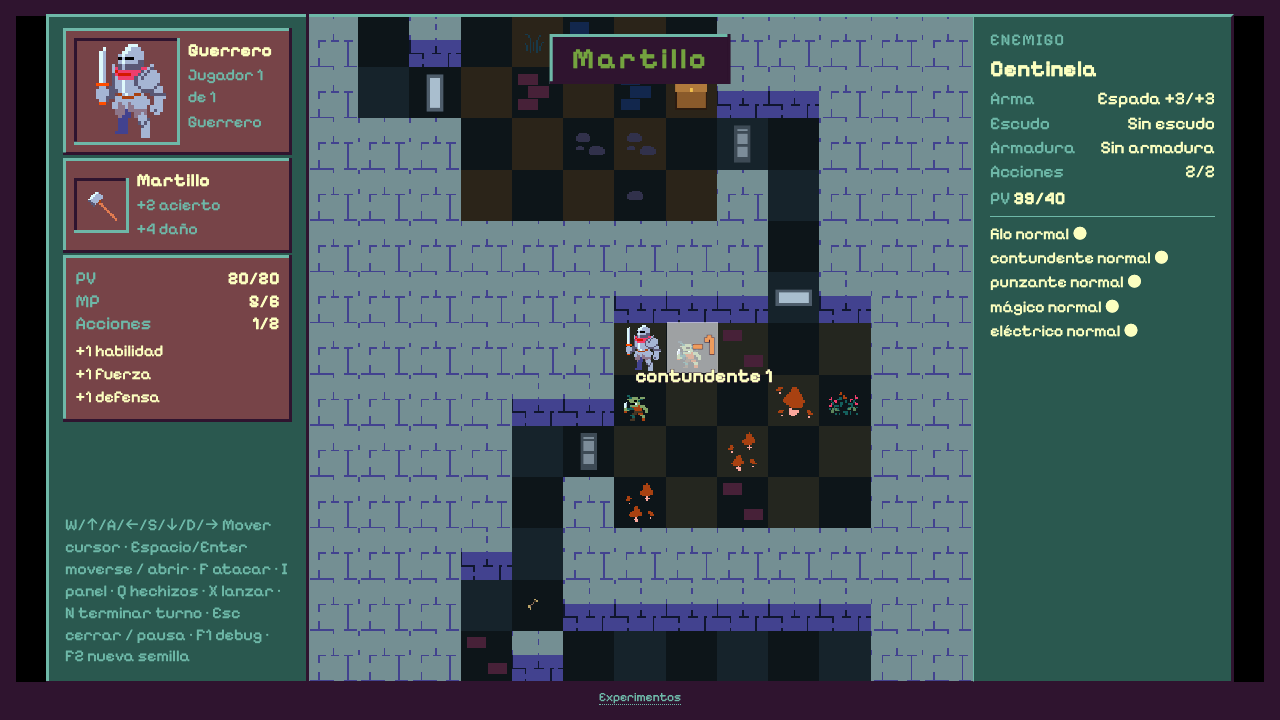 Guerrero
Jugador 1
de 1
Guerrero
Martillo
+2 acierto
+4 daño
PV 80/80
MP 8/8
Acciones 1/2
+1 habilidad
+1 fuerza
+1 defensa
W/↑/A/←/S/↓/D/→ Mover
cursor · Espacio/Enter
moverse / abrir · F atacar · I
panel · Q hechizos · X lanzar ·
N terminar turno · Esc
cerrar / pausa · F1 debug ·
F2 nueva semilla
Martillo
-1
contundente 1
ENEMIGO
Centinela
Arma Espada +3/+3
Escudo Sin escudo
Armadura Sin armadura
Acciones 2/2
PV 39/40
filo normal
contundente normal
punzante normal
mágico normal
eléctrico normal
Experimentos